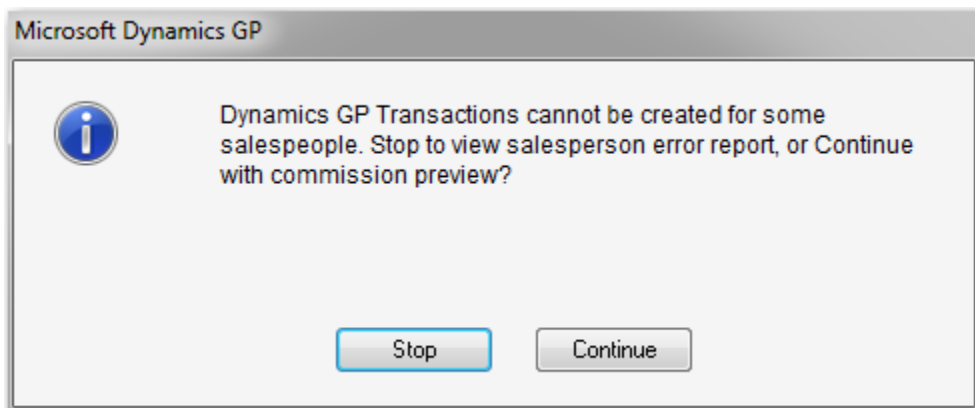 Microsoft Dynamics GP
Dynamics GP Transactions cannot be created for some
salespeople. Stop to view salesperson error report, or Continue
with commission preview?
Stop
Continue